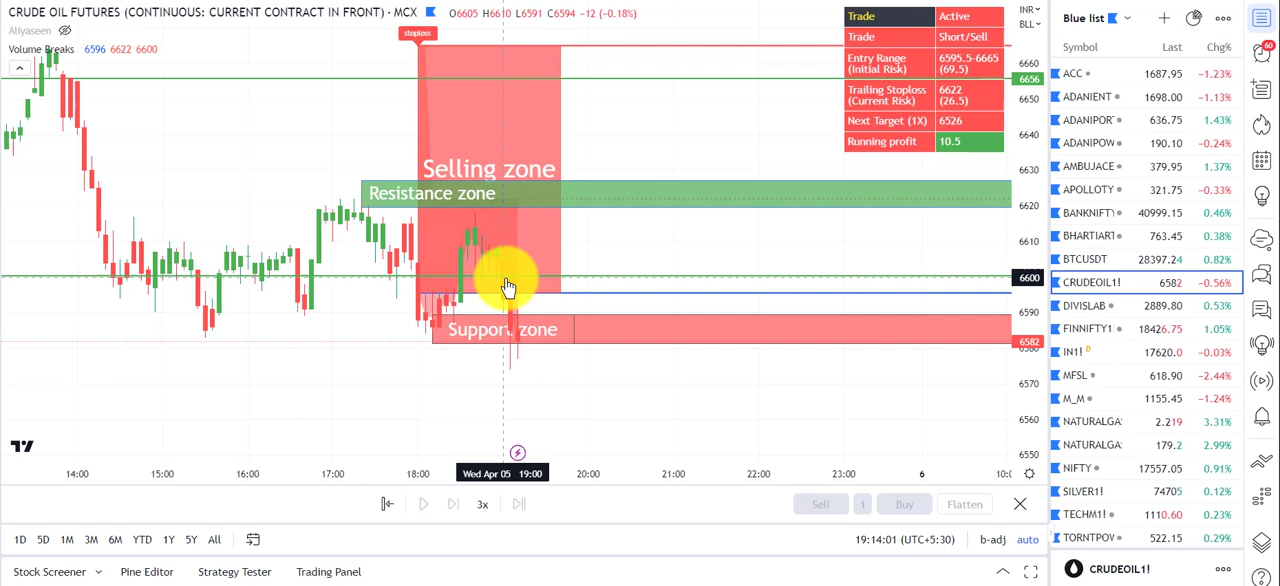 CRUDE OIL FUTURES (CONTINUOUS: CURRENT CONTRACT IN FRONT) · MCX O6605 H6610 L6591 C6594 −12 (−0.18%)
Aliyaseen
Volume Breaks 6596 6622 6600
stoploss
Selling zone
Resistance zone
Support zone
Trade Active
Trade Short/Sell
Entry Range (Initial Risk) 6595.5-6665 (69.5)
Trailing Stoploss (Current Risk) 6622 (26.5)
Next Target (1X) 6526
Running profit 10.5
INR
BLL
6660
6656
6650
6640
6630
6620
6610
6600
6590
6582
6580
6570
6560
6550
14:00 15:00 16:00 17:00 18:00 Wed Apr 05 19:00 20:00 21:00 22:00 23:00 6 10:0
3x
Sell 1 Buy Flatten
1D 5D 1M 3M 6M YTD 1Y 5Y All
19:14:01 (UTC+5:30) b-adj auto
Stock Screener Pine Editor Strategy Tester Trading Panel
Blue list
Symbol Last Chg%
ACC 1687.95 −1.23%
ADANIENT 1698.00 −1.13%
ADANIPOR 636.75 1.43%
ADANIPOW 190.10 −0.24%
AMBUJACE 379.95 1.37%
APOLLOTY 321.75 −0.33%
BANKNIFTY 40999.15 0.46%
BHARTIART 763.45 0.38%
BTCUSDT 28397.24 0.82%
CRUDEOIL1! 6582 −0.56%
DIVISLAB 2889.80 0.53%
FINNIFTY1 18426.75 1.05%
IN1! D 17620.0 −0.03%
MFSL 618.90 −2.44%
M_M 1155.45 −1.24%
NATURALGA 2.219 3.31%
NATURALGA 179.2 2.99%
NIFTY 17557.05 0.91%
SILVER1! 74705 0.12%
TECHM1! 1110.60 0.23%
TORNTPOV 522.15 0.29%
CRUDEOIL1!
60